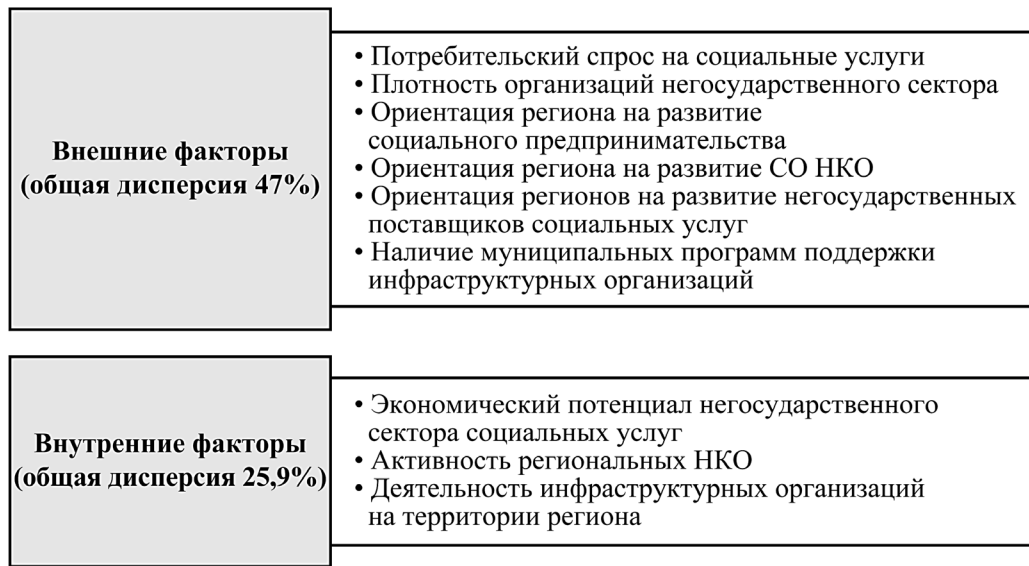 Внешние факторы
(общая дисперсия 47%)
• Потребительский спрос на социальные услуги
• Плотность организаций негосударственного сектора
• Ориентация региона на развитие
социального предпринимательства
• Ориентация региона на развитие СО НКО
• Ориентация регионов на развитие негосударственных
поставщиков социальных услуг
• Наличие муниципальных программ поддержки
инфраструктурных организаций
Внутренние факторы
(общая дисперсия 25,9%)
• Экономический потенциал негосударственного
сектора социальных услуг
• Активность региональных НКО
• Деятельность инфраструктурных организаций
на территории региона